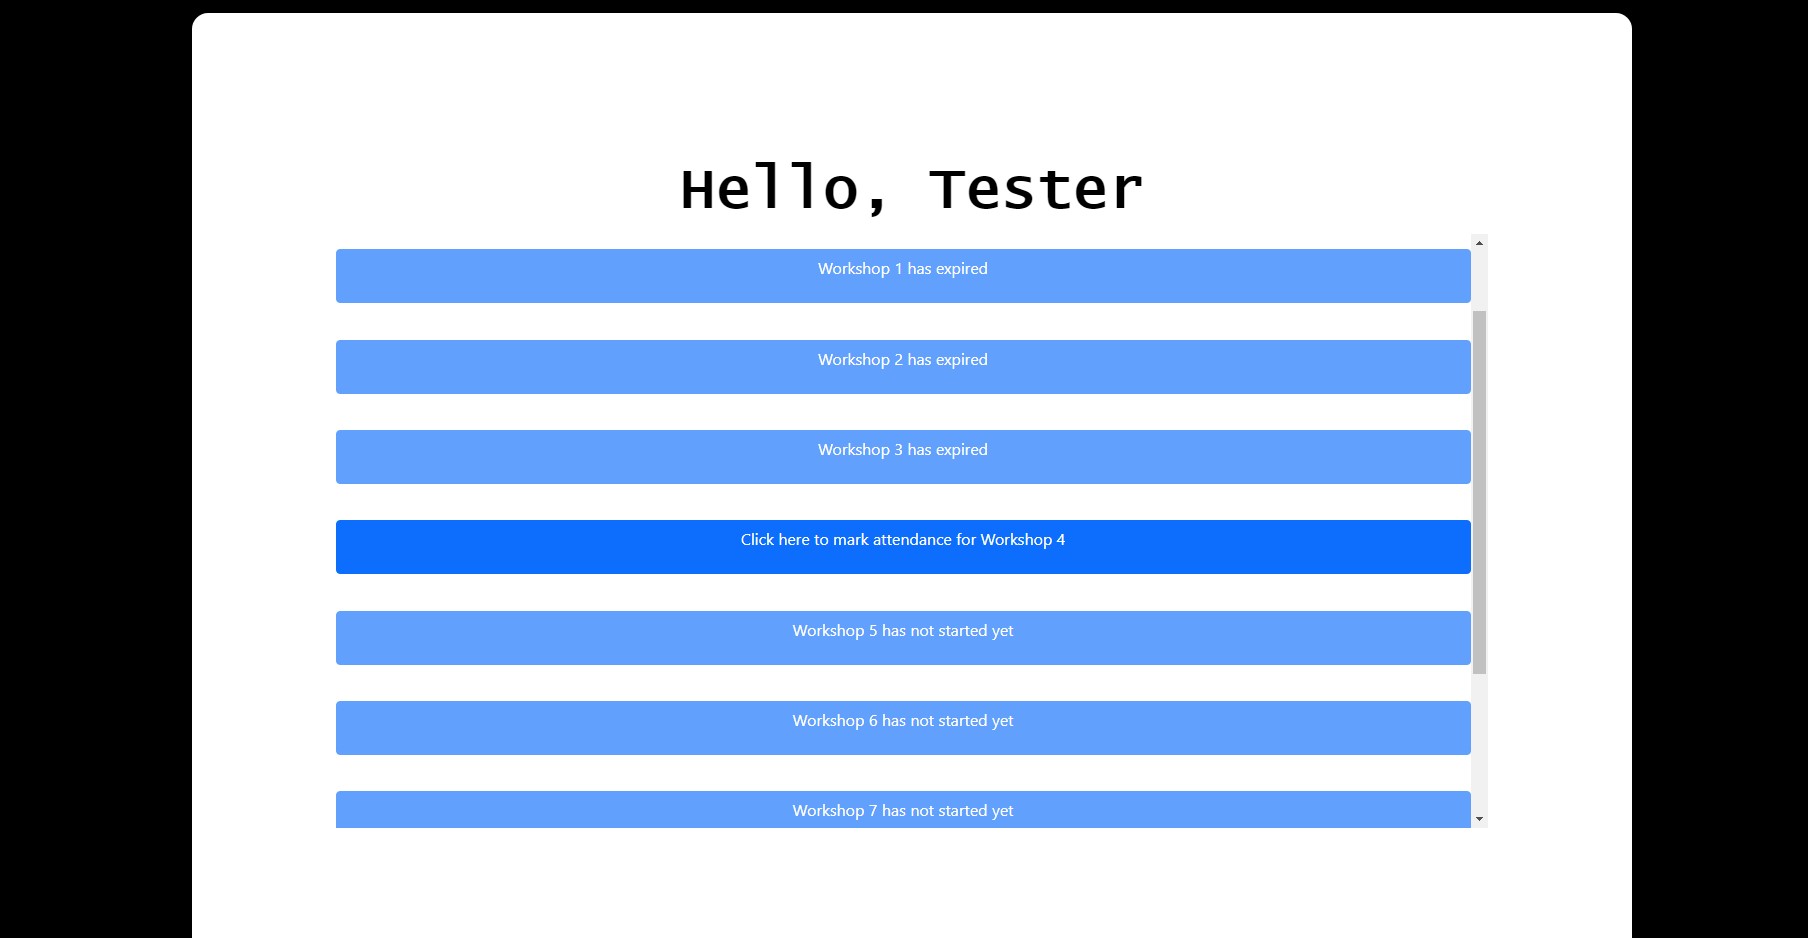 Hello, Tester
Workshop 1 has expired
Workshop 2 has expired
Workshop 3 has expired
Click here to mark attendance for Workshop 4
Workshop 5 has not started yet
Workshop 6 has not started yet
Workshop 7 has not started yet